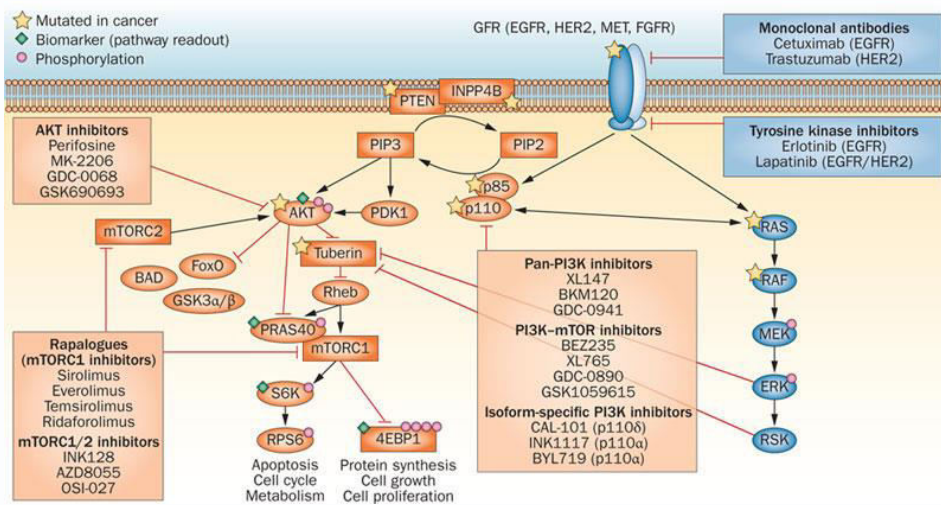 Mutated in cancer
Biomarker (pathway readout)
Phosphorylation
GFR (EGFR, HER2, MET, FGFR)
Monoclonal antibodies
Cetuximab (EGFR)
Trastuzumab (HER2)
PTEN
INPP4B
AKT inhibitors
Perifosine
MK-2206
GDC-0068
GSK690693
PIP3
PIP2
Tyrosine kinase inhibitors
Erlotinib (EGFR)
Lapatinib (EGFR/HER2)
p85
p110
AKT
PDK1
mTORC2
RAS
Tuberin
FoxO
BAD
GSK3α/β
Rheb
RAF
PRAS40
mTORC1
MEK
Pan-PI3K inhibitors
XL147
BKM120
GDC-0941
PI3K–mTOR inhibitors
BEZ235
XL765
GDC-0890
GSK1059615
Isoform-specific PI3K inhibitors
CAL-101 (p110δ)
INK1117 (p110α)
BYL719 (p110α)
Rapalogues
(mTORC1 inhibitors)
Sirolimus
Everolimus
Temsirolimus
Ridaforolimus
mTORC1/2 inhibitors
INK128
AZD8055
OSI-027
S6K
ERK
RPS6
4EBP1
RSK
Apoptosis
Cell cycle
Metabolism
Protein synthesis
Cell growth
Cell proliferation